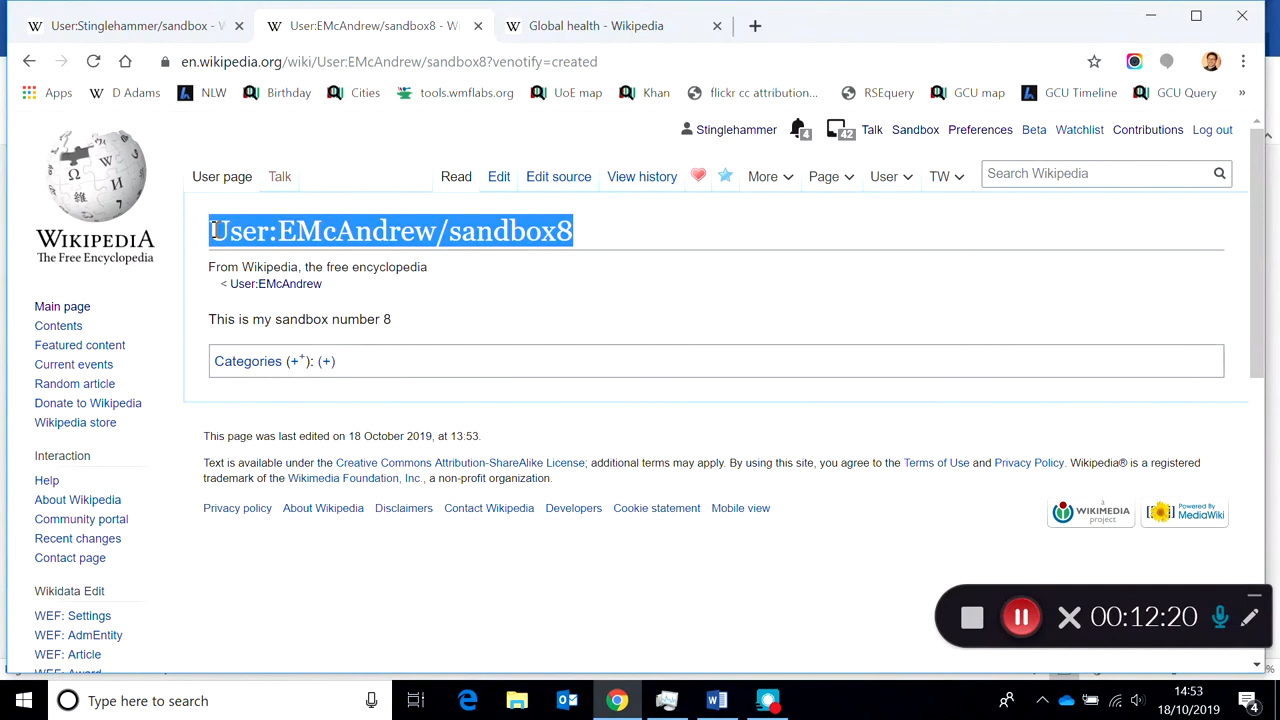 User:Stinglehammer/sandbox - W
User:EMcAndrew/sandbox8 - Wi
Global health - Wikipedia
en.wikipedia.org/wiki/User:EMcAndrew/sandbox8?venotify=created
Apps
D Adams
NLW
Birthday
Cities
tools.wmflabs.org
UoE map
Khan
flickr cc attribution...
RSEquery
GCU map
GCU Timeline
GCU Query
»
Stinglehammer 4 42 Talk Sandbox Preferences Beta Watchlist Contributions Log out
User page Talk Read Edit Edit source View history More Page User TW Search Wikipedia
WIKIPEDIA
The Free Encyclopedia
User:EMcAndrew/sandbox8
From Wikipedia, the free encyclopedia
< User:EMcAndrew
This is my sandbox number 8
Categories (++): (+)
Main page
Contents
Featured content
Current events
Random article
Donate to Wikipedia
Wikipedia store
Interaction
Help
About Wikipedia
Community portal
Recent changes
Contact page
Wikidata Edit
WEF: Settings
WEF: AdmEntity
WEF: Article
This page was last edited on 18 October 2019, at 13:53.
Text is available under the Creative Commons Attribution-ShareAlike License; additional terms may apply. By using this site, you agree to the Terms of Use and Privacy Policy. Wikipedia® is a registered
trademark of the Wikimedia Foundation, Inc., a non-profit organization.
Privacy policy About Wikipedia Disclaimers Contact Wikipedia Developers Cookie statement Mobile view
a
WIKIMEDIA
project
Powered By
MediaWiki
00:12:20
%
Type here to search
14:53
18/10/2019
4